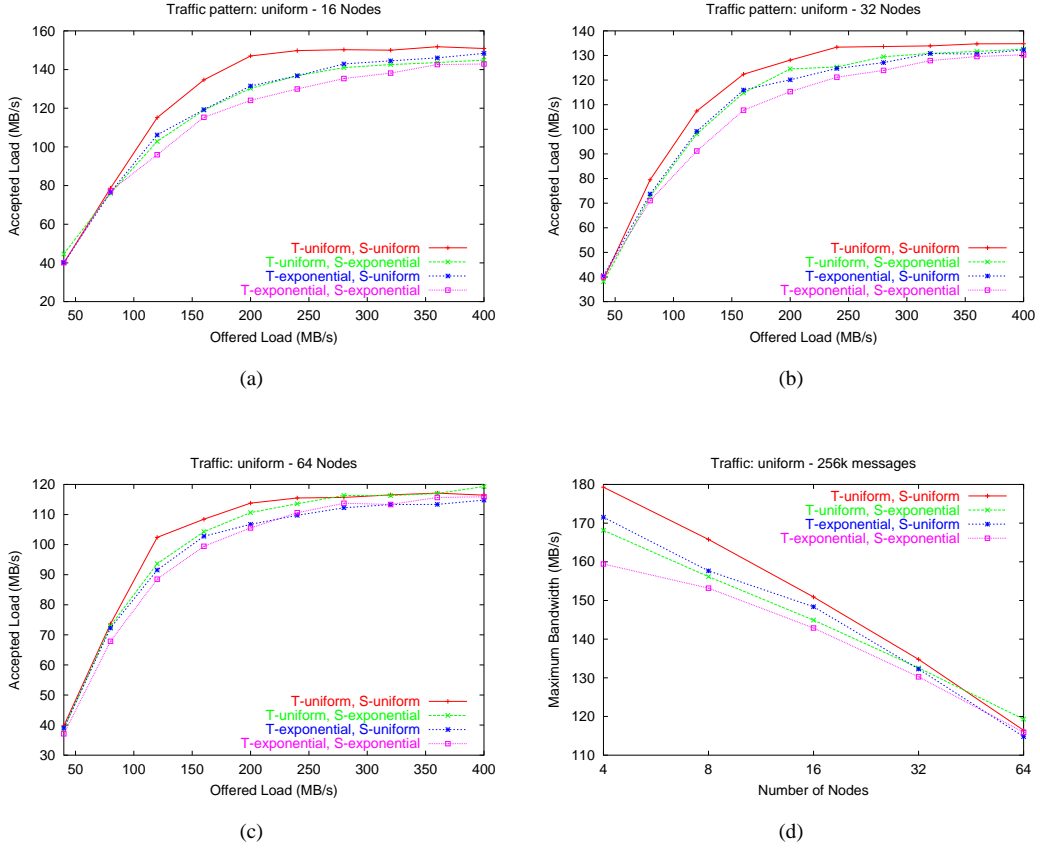 Traffic pattern: uniform - 16 Nodes
160
140
120
100
80
60
40
20
Accepted Load (MB/s)
T-uniform, S-uniform
T-uniform, S-exponential
T-exponential, S-uniform
T-exponential, S-exponential
50 100 150 200 250 300 350 400
Offered Load (MB/s)
(a)
Traffic pattern: uniform - 32 Nodes
140
130
120
110
100
90
80
70
60
50
40
30
Accepted Load (MB/s)
T-uniform, S-uniform
T-uniform, S-exponential
T-exponential, S-uniform
T-exponential, S-exponential
50 100 150 200 250 300 350 400
Offered Load (MB/s)
(b)
Traffic: uniform - 64 Nodes
120
110
100
90
80
70
60
50
40
30
Accepted Load (MB/s)
T-uniform, S-uniform
T-uniform, S-exponential
T-exponential, S-uniform
T-exponential, S-exponential
50 100 150 200 250 300 350 400
Offered Load (MB/s)
(c)
Traffic: uniform - 256k messages
180
170
160
150
140
130
120
110
Maximum Bandwidth (MB/s)
T-uniform, S-uniform
T-uniform, S-exponential
T-exponential, S-uniform
T-exponential, S-exponential
4 8 16 32 64
Number of Nodes
(d)